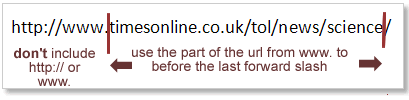 http://www.timesonline.co.uk/tol/news/science/
don't include
http:// or
www.
use the part of the url from www. to
before the last forward slash